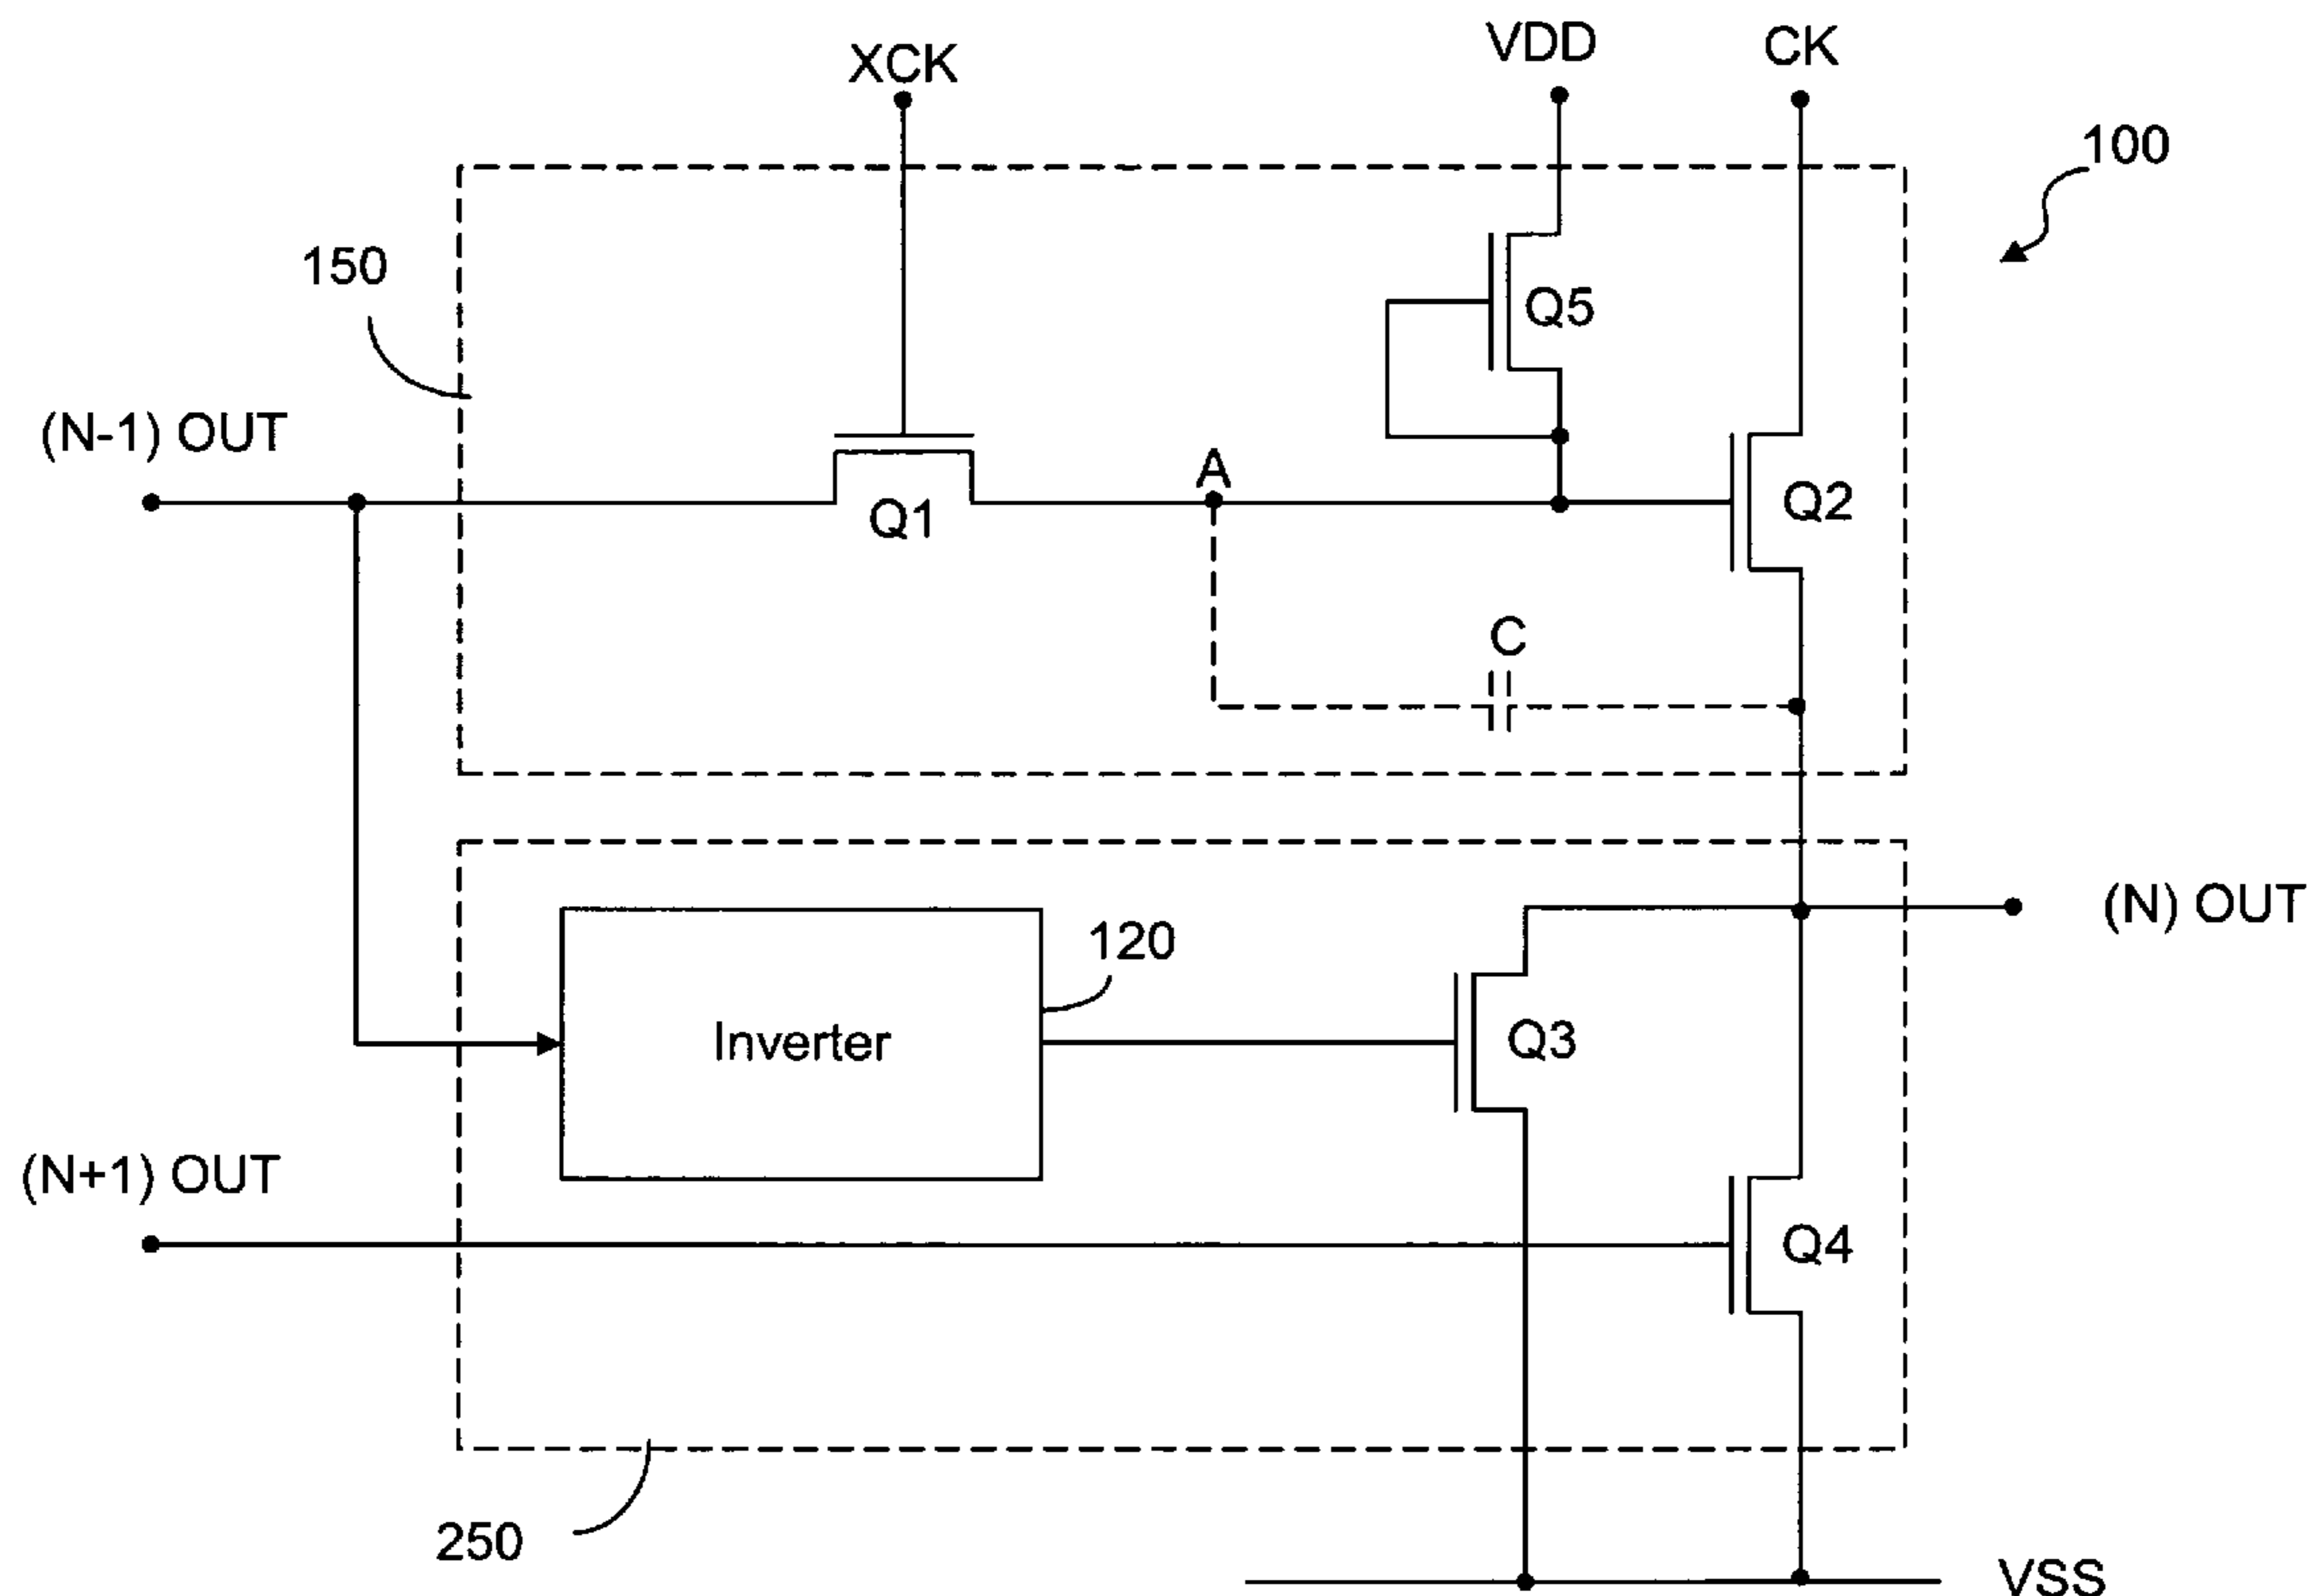 XCK
VDD
CK
100
150
Q5
(N-1) OUT
A
Q1
Q2
C
(N) OUT
120
Inverter
Q3
(N+1) OUT
Q4
250
VSS